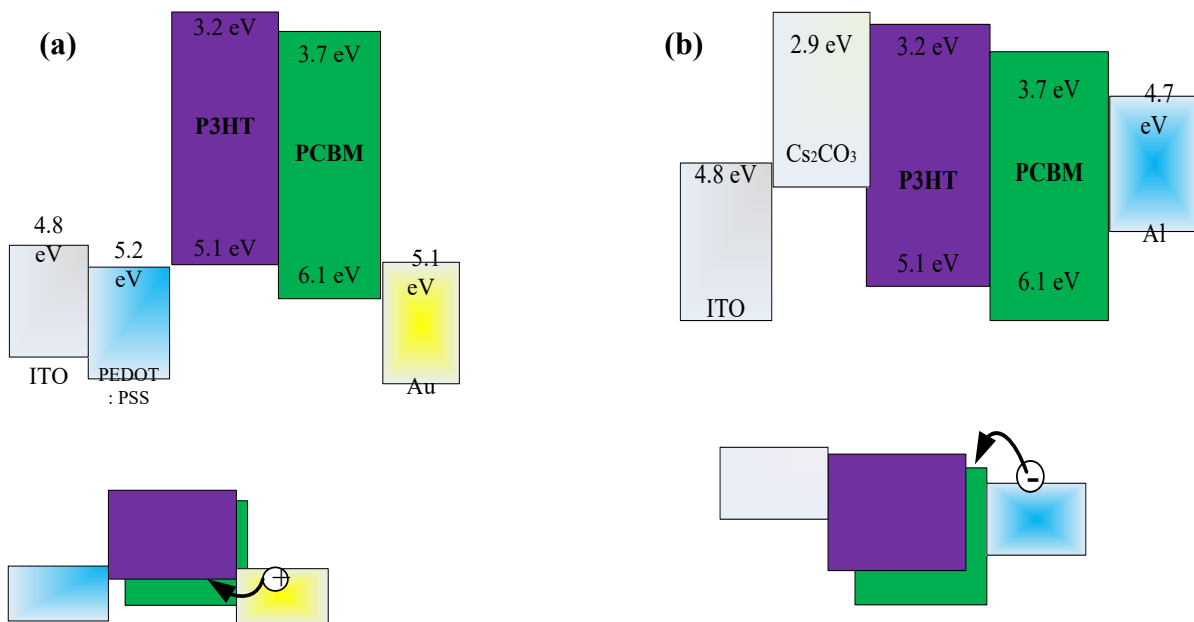 (a)
3.2 eV
3.7 eV
P3HT
PCBM
4.8
eV
5.2
eV
5.1 eV
6.1 eV
5.1
eV
ITO
PEDOT
: PSS
Au
+
(b)
2.9 eV
3.2 eV
3.7 eV
4.7
eV
Cs₂CO₃
4.8 eV
P3HT
PCBM
5.1 eV
6.1 eV
Al
ITO
-